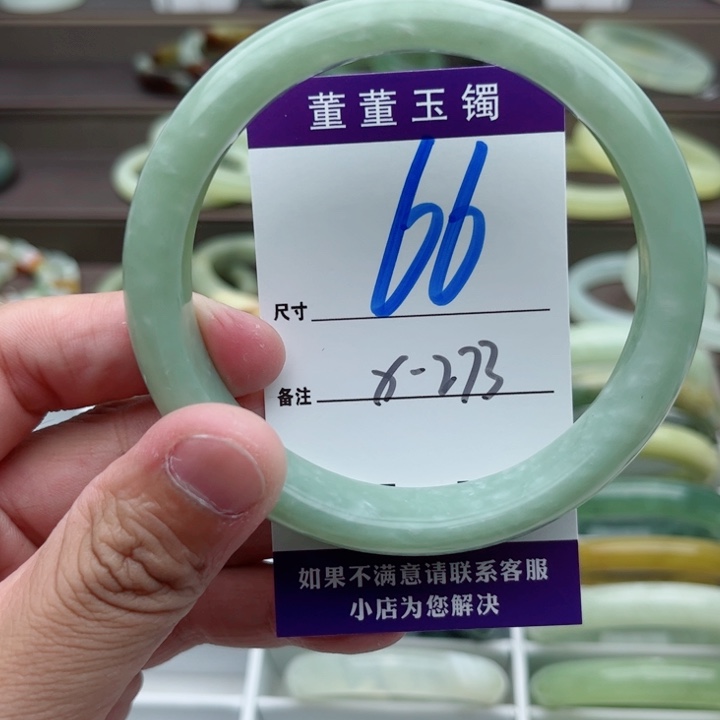 董董玉镯
尺寸 66
备注 x-273
如果不满意请联系客服
小店为您解决